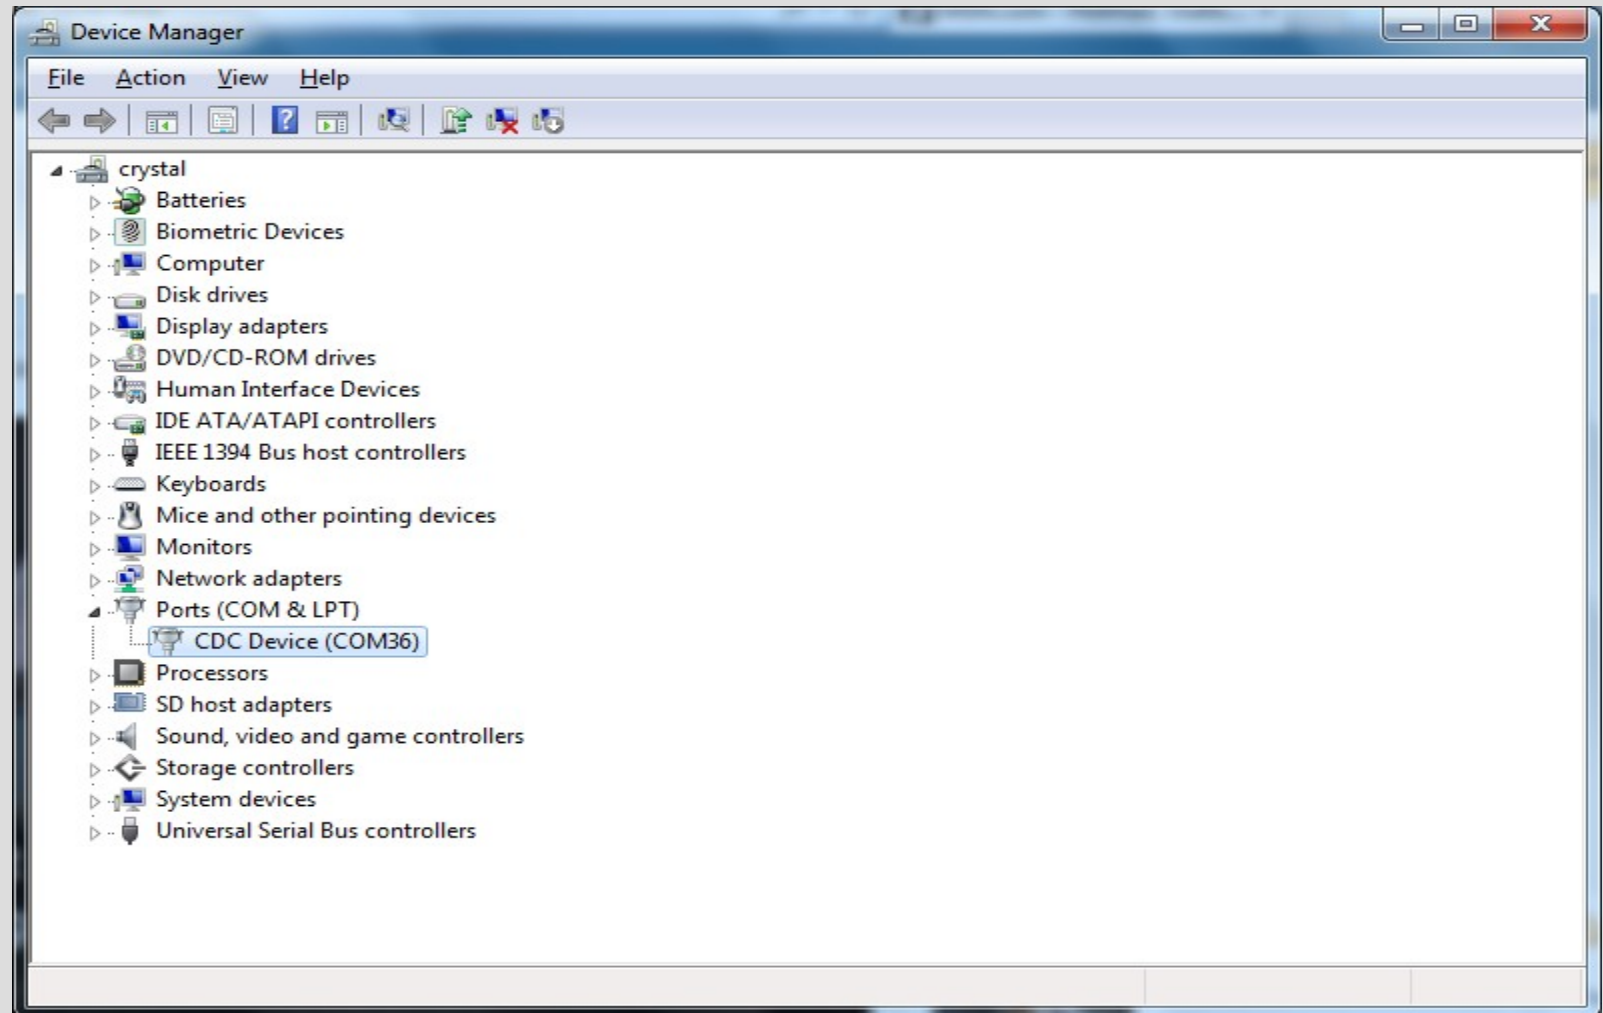 Device Manager
File Action View Help
crystal
Batteries
Biometric Devices
Computer
Disk drives
Display adapters
DVD/CD-ROM drives
Human Interface Devices
IDE ATA/ATAPI controllers
IEEE 1394 Bus host controllers
Keyboards
Mice and other pointing devices
Monitors
Network adapters
Ports (COM & LPT)
CDC Device (COM36)
Processors
SD host adapters
Sound, video and game controllers
Storage controllers
System devices
Universal Serial Bus controllers